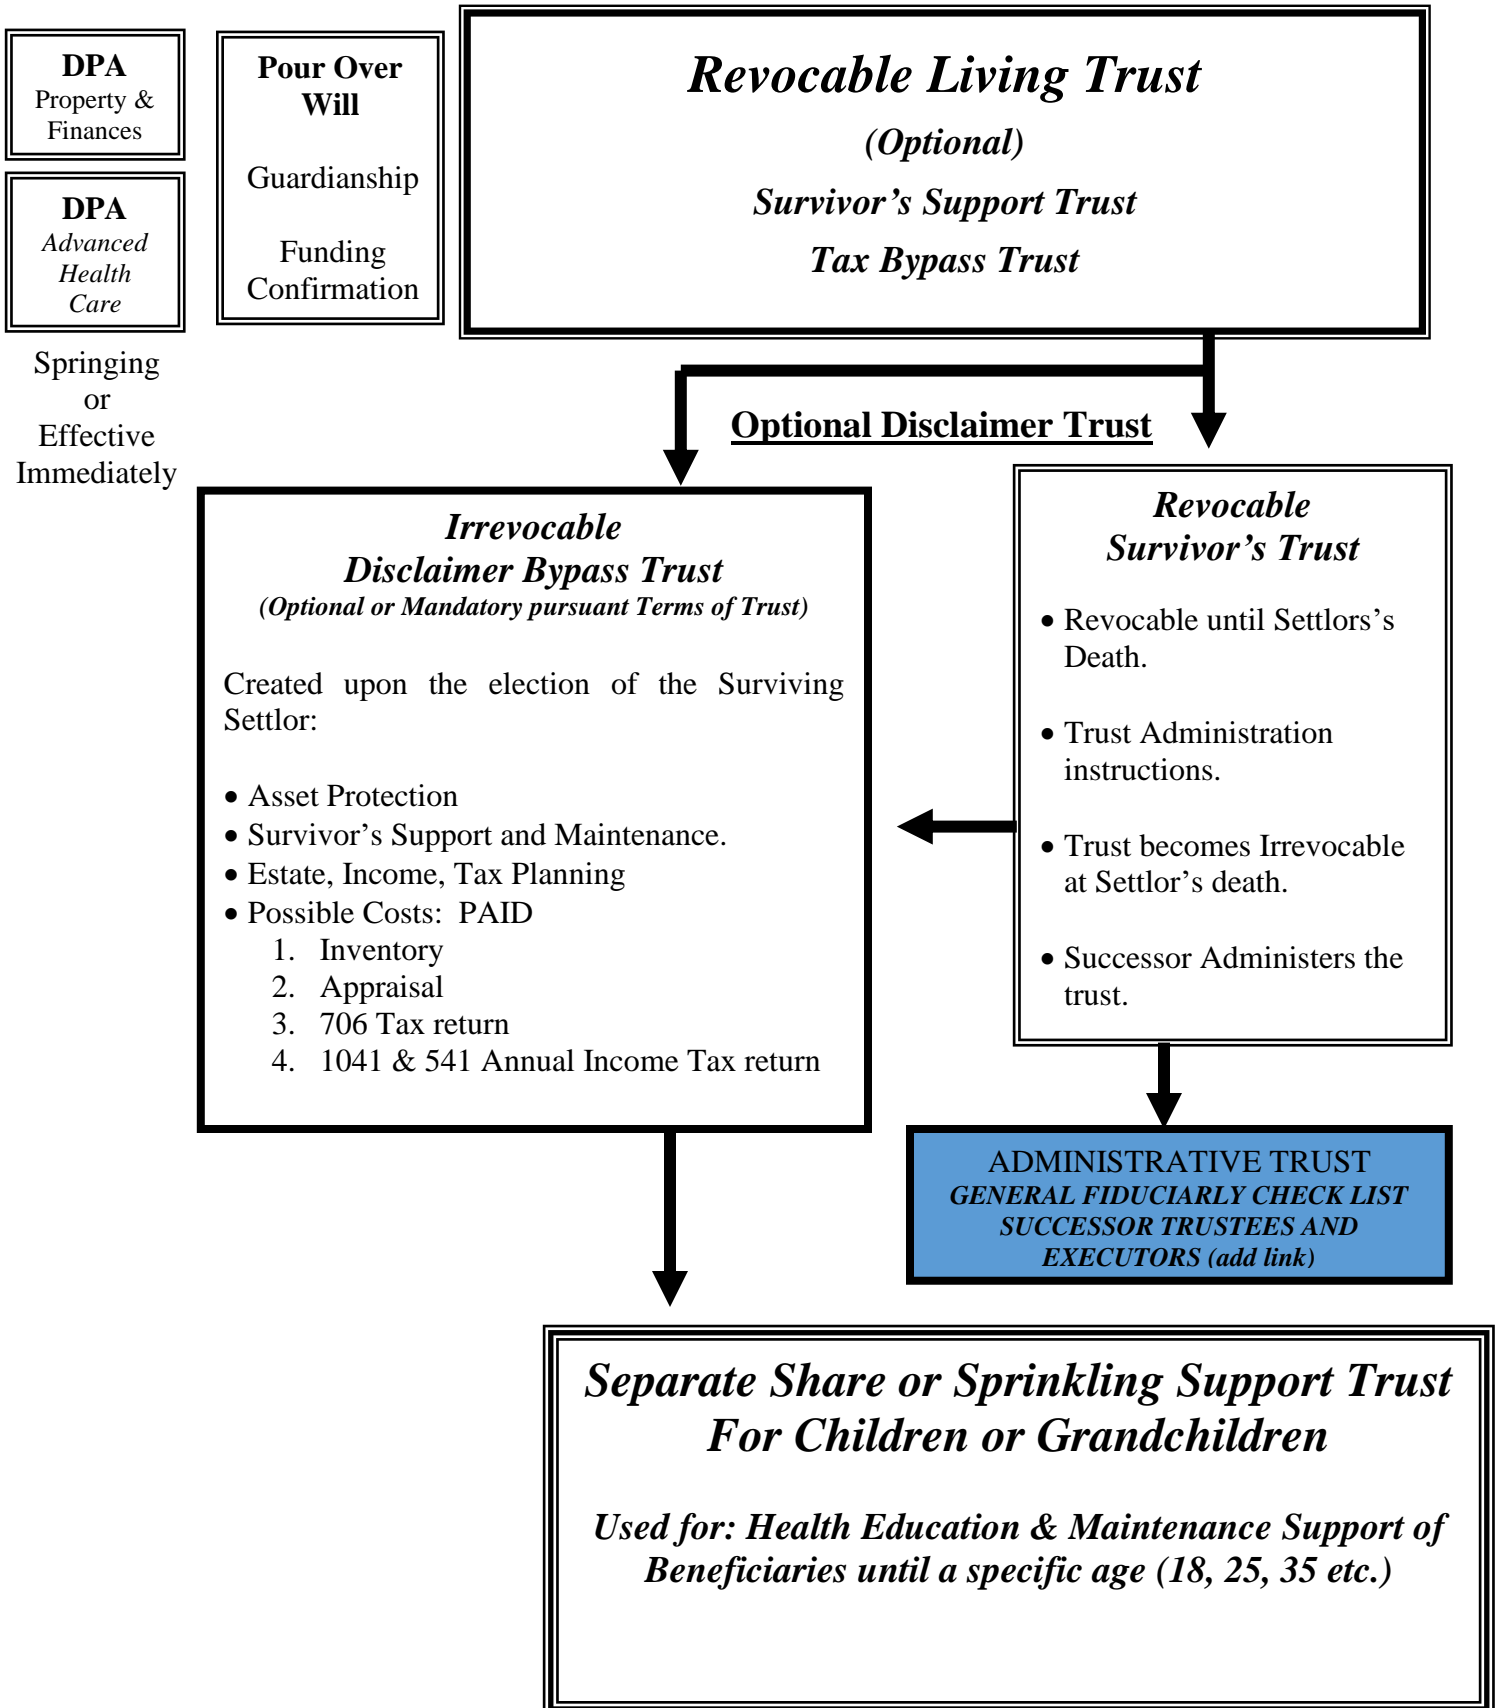 DPA
Property &
Finances
DPA
Advanced
Health
Care
Springing
or
Effective
Immediately
Pour Over
Will
Guardianship
Funding
Confirmation
Revocable Living Trust
(Optional)
Survivor’s Support Trust
Tax Bypass Trust
Optional Disclaimer Trust
Irrevocable
Disclaimer Bypass Trust
(Optional or Mandatory pursuant Terms of Trust)
Created upon the election of the Surviving
Settlor:
• Asset Protection
• Survivor’s Support and Maintenance.
• Estate, Income, Tax Planning
• Possible Costs: PAID
1. Inventory
2. Appraisal
3. 706 Tax return
4. 1041 & 541 Annual Income Tax return
Revocable
Survivor’s Trust
• Revocable until Settlors’s
Death.
• Trust Administration
instructions.
• Trust becomes Irrevocable
at Settlor’s death.
• Successor Administers the
trust.
ADMINISTRATIVE TRUST
GENERAL FIDUCIARLY CHECK LIST
SUCCESSOR TRUSTEES AND
EXECUTORS (add link)
Separate Share or Sprinkling Support Trust
For Children or Grandchildren
Used for: Health Education & Maintenance Support of
Beneficiaries until a specific age (18, 25, 35 etc.)